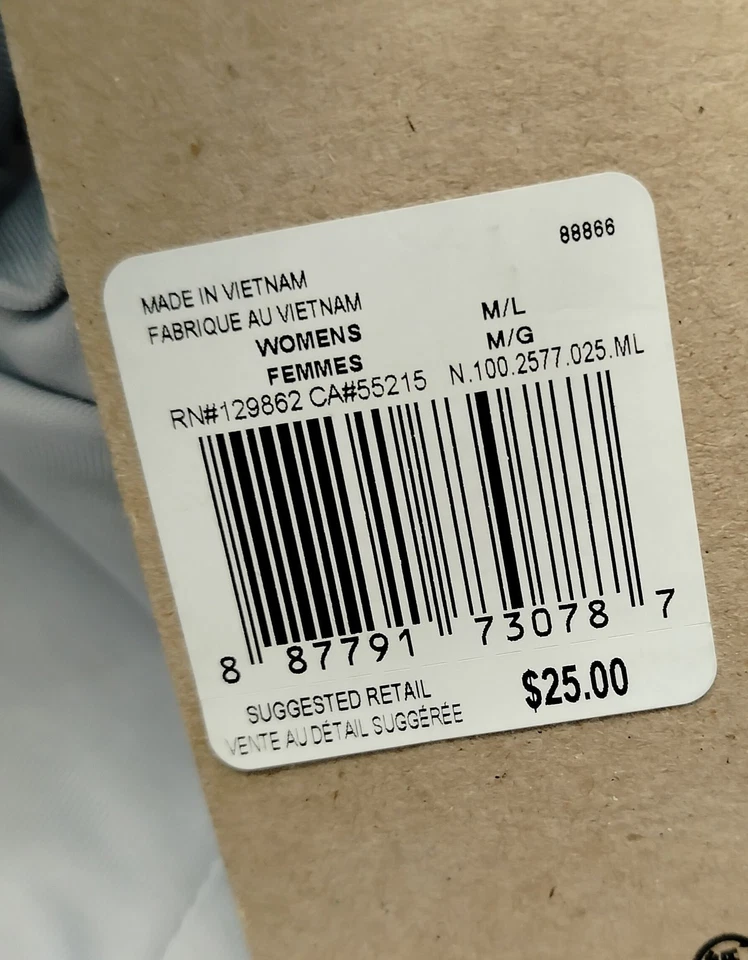 88866
MADE IN VIETNAM
FABRIQUE AU VIETNAM
WOMENS M/L
FEMMES M/G
RN#129862 CA#55215 N.100.2577.025.ML
8 87791 73078 7
SUGGESTED RETAIL $25.00
VENTE AU DÉTAIL SUGGÉRÉE